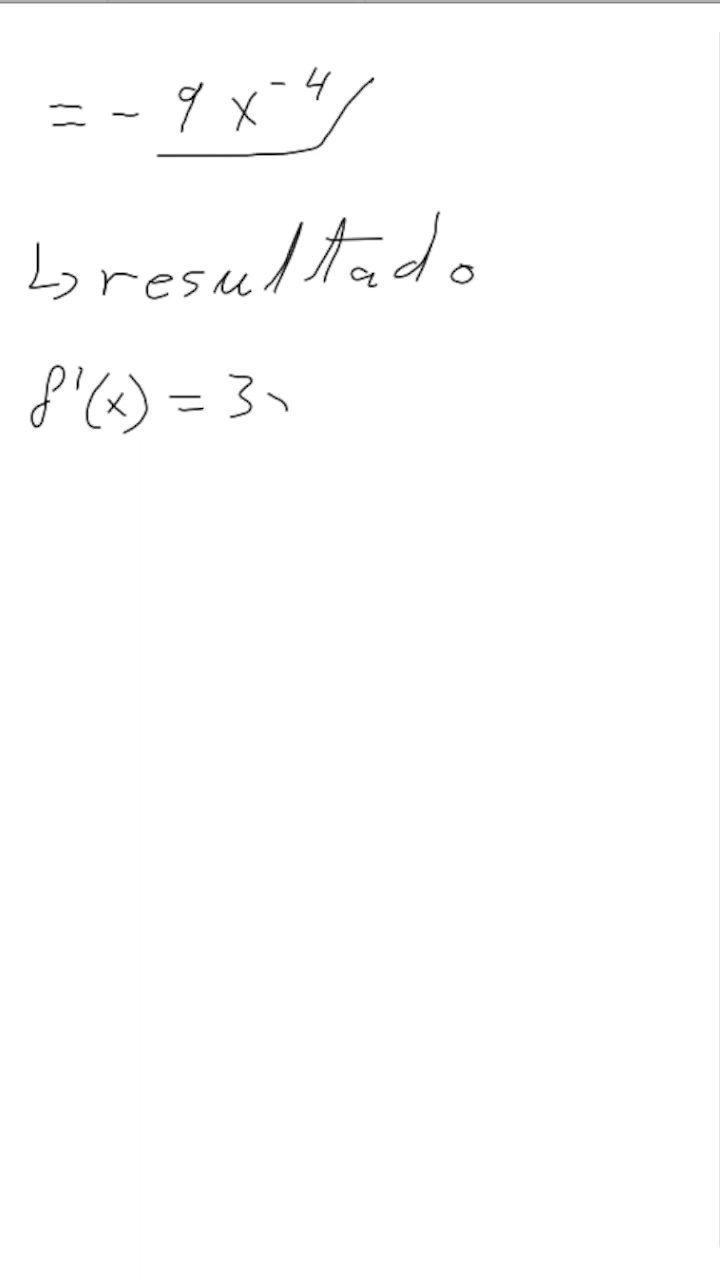 = - 9 x⁻⁴
↳ resultado
f'(x) = 3